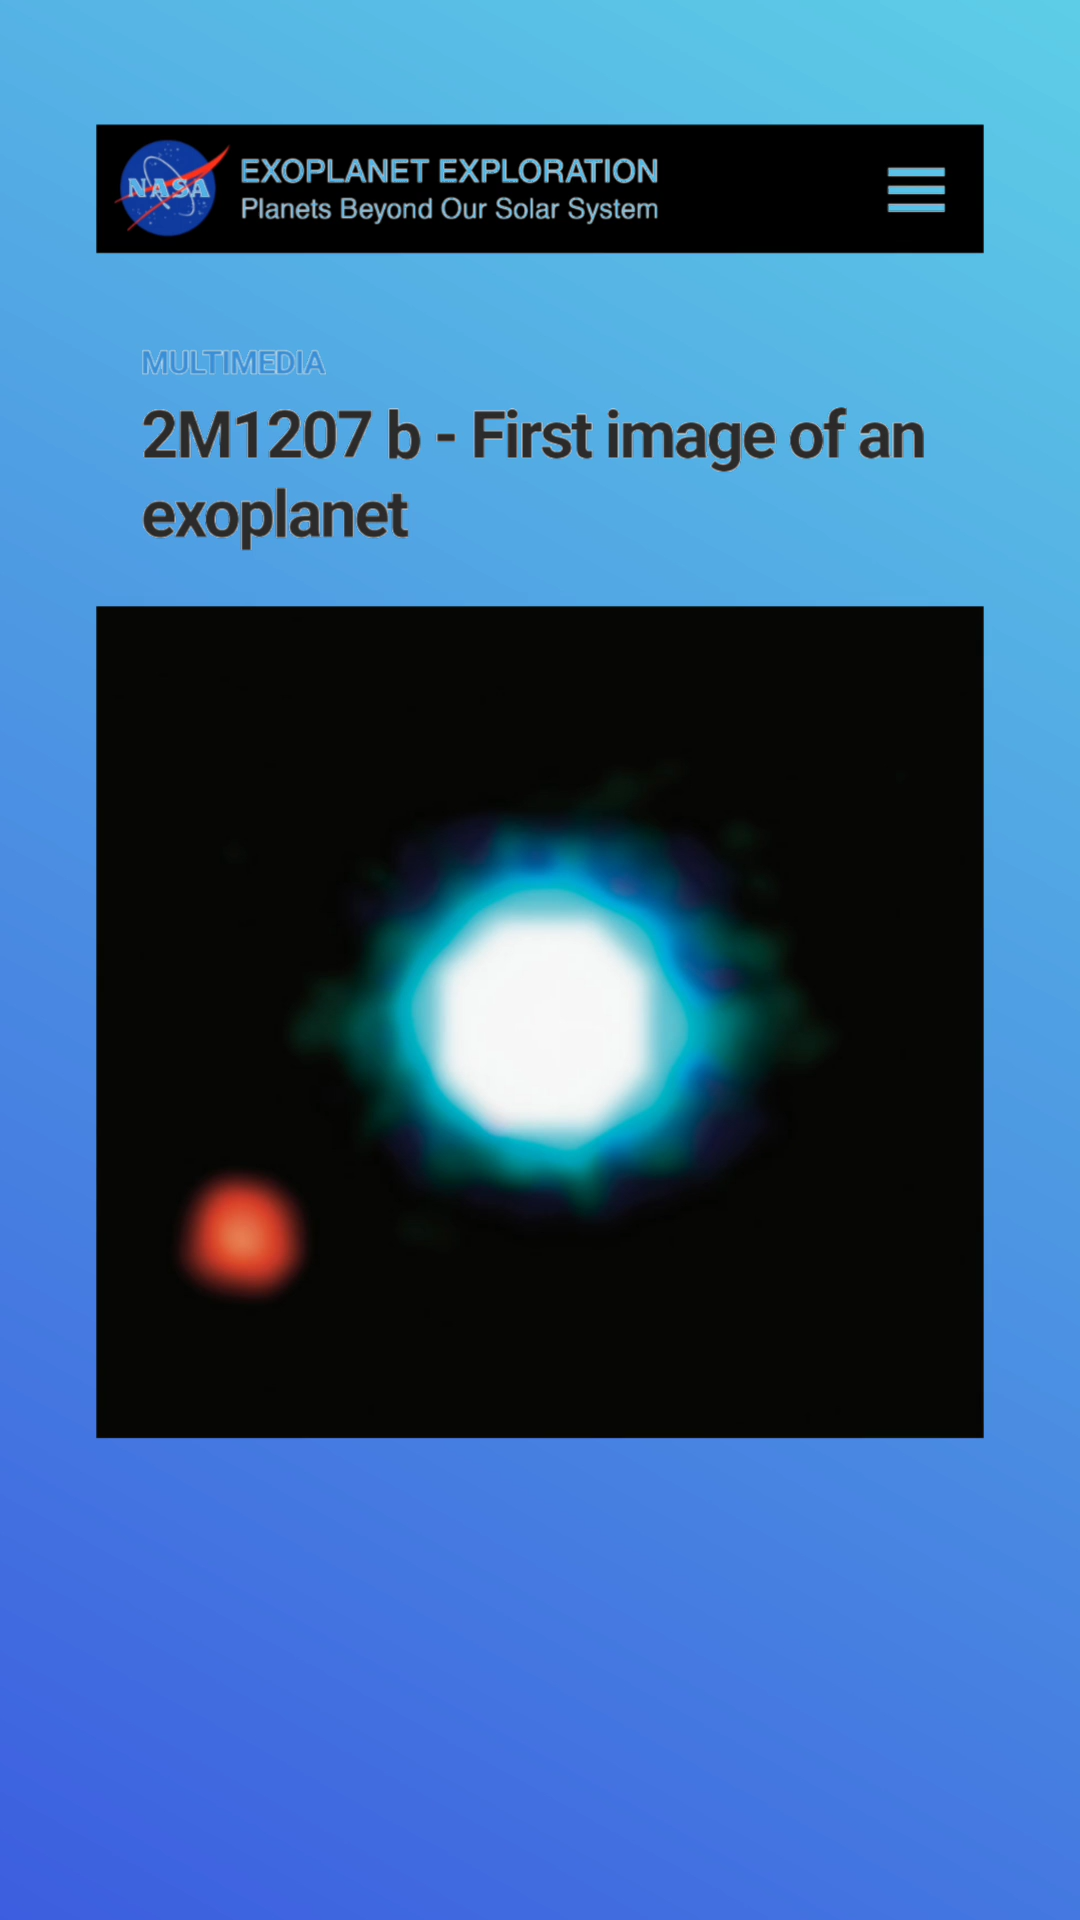 NASA
EXOPLANET EXPLORATION
Planets Beyond Our Solar System
MULTIMEDIA
2M1207 b - First image of an
exoplanet